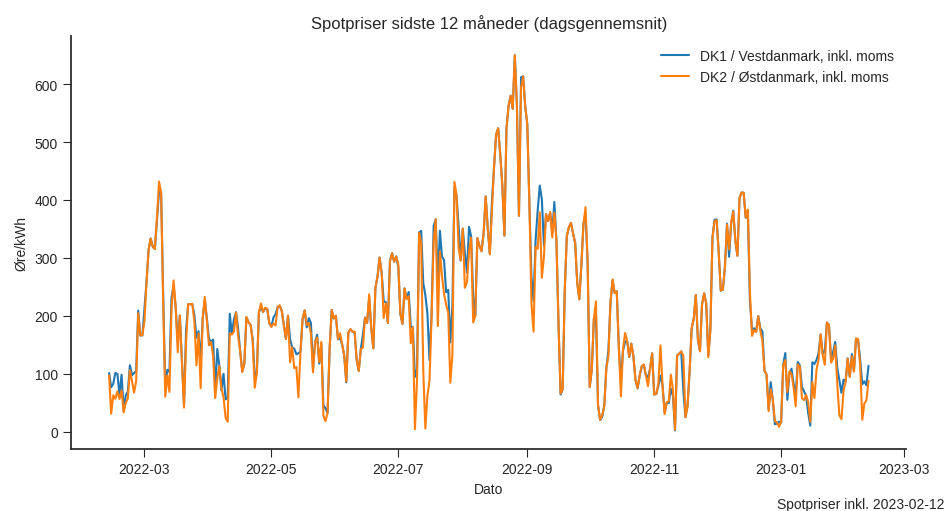 Spotpriser sidste 12 måneder (dagsgennemsnit)
DK1 / Vestdanmark, inkl. moms
DK2 / Østdanmark, inkl. moms
Øre/kWh
600
500
400
300
200
100
0
2022-03 2022-05 2022-07 2022-09 2022-11 2023-01 2023-03
Dato
Spotpriser inkl. 2023-02-12